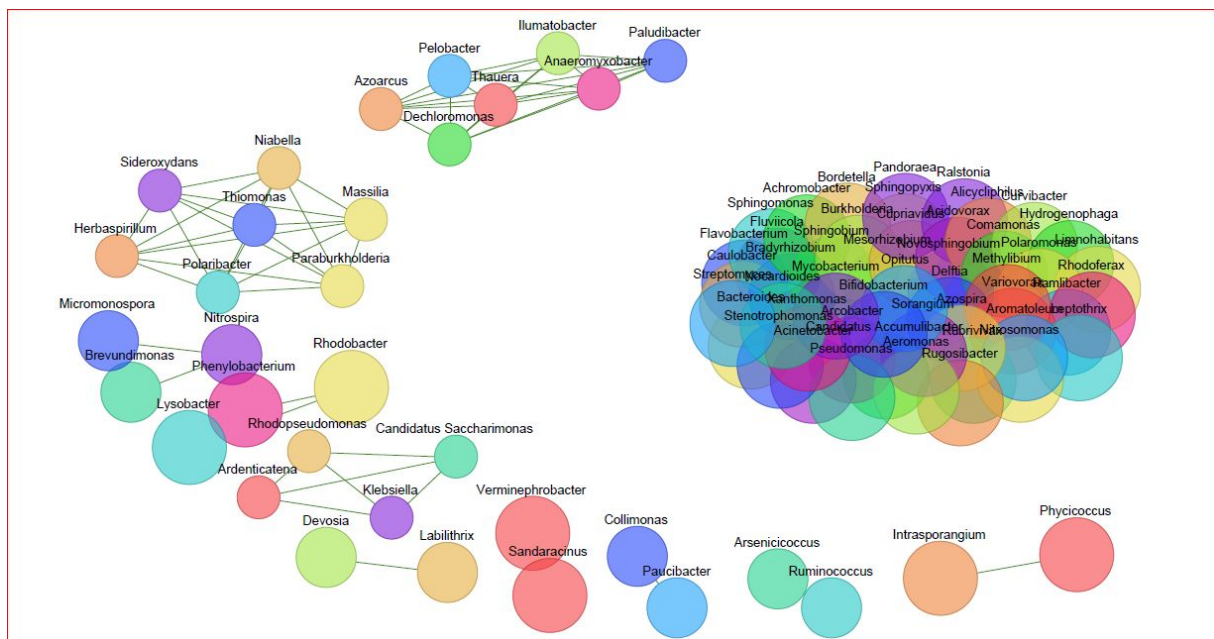 Ilumatobacter
Paludibacter
Pelobacter
Anaeromyxobacter
Azoarcus
Thauera
Dechloromonas
Niabella
Sideroxydans
Massilia
Thiomonas
Herbaspirillum
Polaribacter
Paraburkholderia
Micromonospora
Nitrospira
Brevundimonas
Phenylobacterium
Rhodobacter
Lysobacter
Rhodopseudomonas
Candidatus Saccharimonas
Ardenticatena
Klebsiella
Verminephrobacter
Devosia
Labilithrix
Sandaracinus
Collimonas
Paucibacter
Arsenicicoccus
Ruminococcus
Intrasporangium
Phycicoccus
Pandoraea
Ralstonia
Bordetella
Sphingopyxis
Achromobacter
Alicycliphilus
Curvibacter
Sphingomonas
Burkholderia
Acidovorax
Hydrogenophaga
Fluviicola
Cupriavidus
Comamonas
Flavobacterium
Sphingobium
Mesorhizobium
Novosphingobium
Polaromonas
Limnohabitans
Bradyrhizobium
Caulobacter
Opitutus
Methylibium
Rhodoferax
Streptomyces
Nocardioides
Mycobacterium
Delftia
Variovorax
Ramlibacter
Bifidobacterium
Bacteroides
Xanthomonas
Sorangium
Azospira
Stenotrophomonas
Arcobacter
Aromatoleum
Leptothrix
Acinetobacter
Candidatus Accumulibacter
Rubrivivax
Nitrosomonas
Pseudomonas
Aeromonas
Rugosibacter